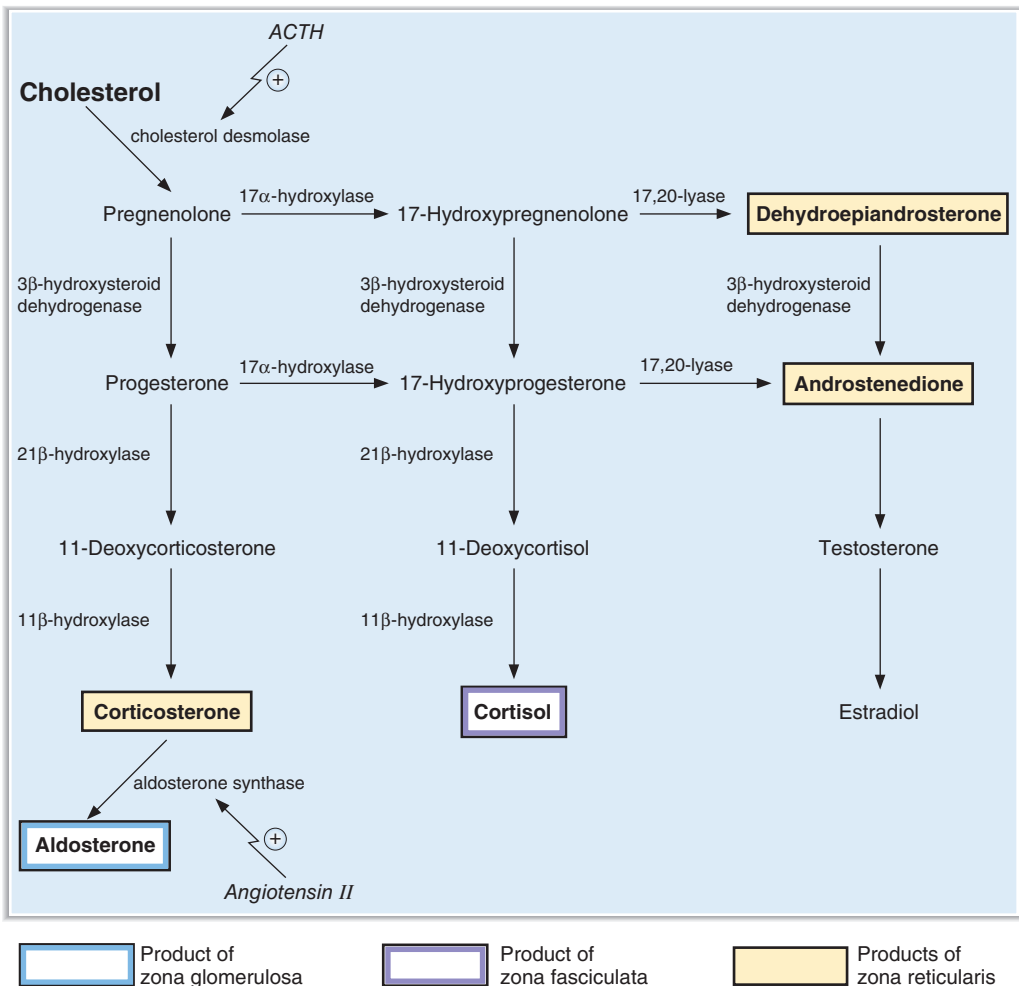 ACTH
+
Cholesterol
cholesterol desmolase
17α-hydroxylase
17,20-lyase
Pregnenolone
17-Hydroxypregnenolone
Dehydroepiandrosterone
3β-hydroxysteroid
dehydrogenase
3β-hydroxysteroid
dehydrogenase
3β-hydroxysteroid
dehydrogenase
17α-hydroxylase
17,20-lyase
Progesterone
17-Hydroxyprogesterone
Androstenedione
21β-hydroxylase
21β-hydroxylase
11-Deoxycorticosterone
11-Deoxycortisol
Testosterone
11β-hydroxylase
11β-hydroxylase
Corticosterone
Cortisol
Estradiol
aldosterone synthase
+
Aldosterone
Angiotensin II
Product of
zona glomerulosa
Product of
zona fasciculata
Products of
zona reticularis